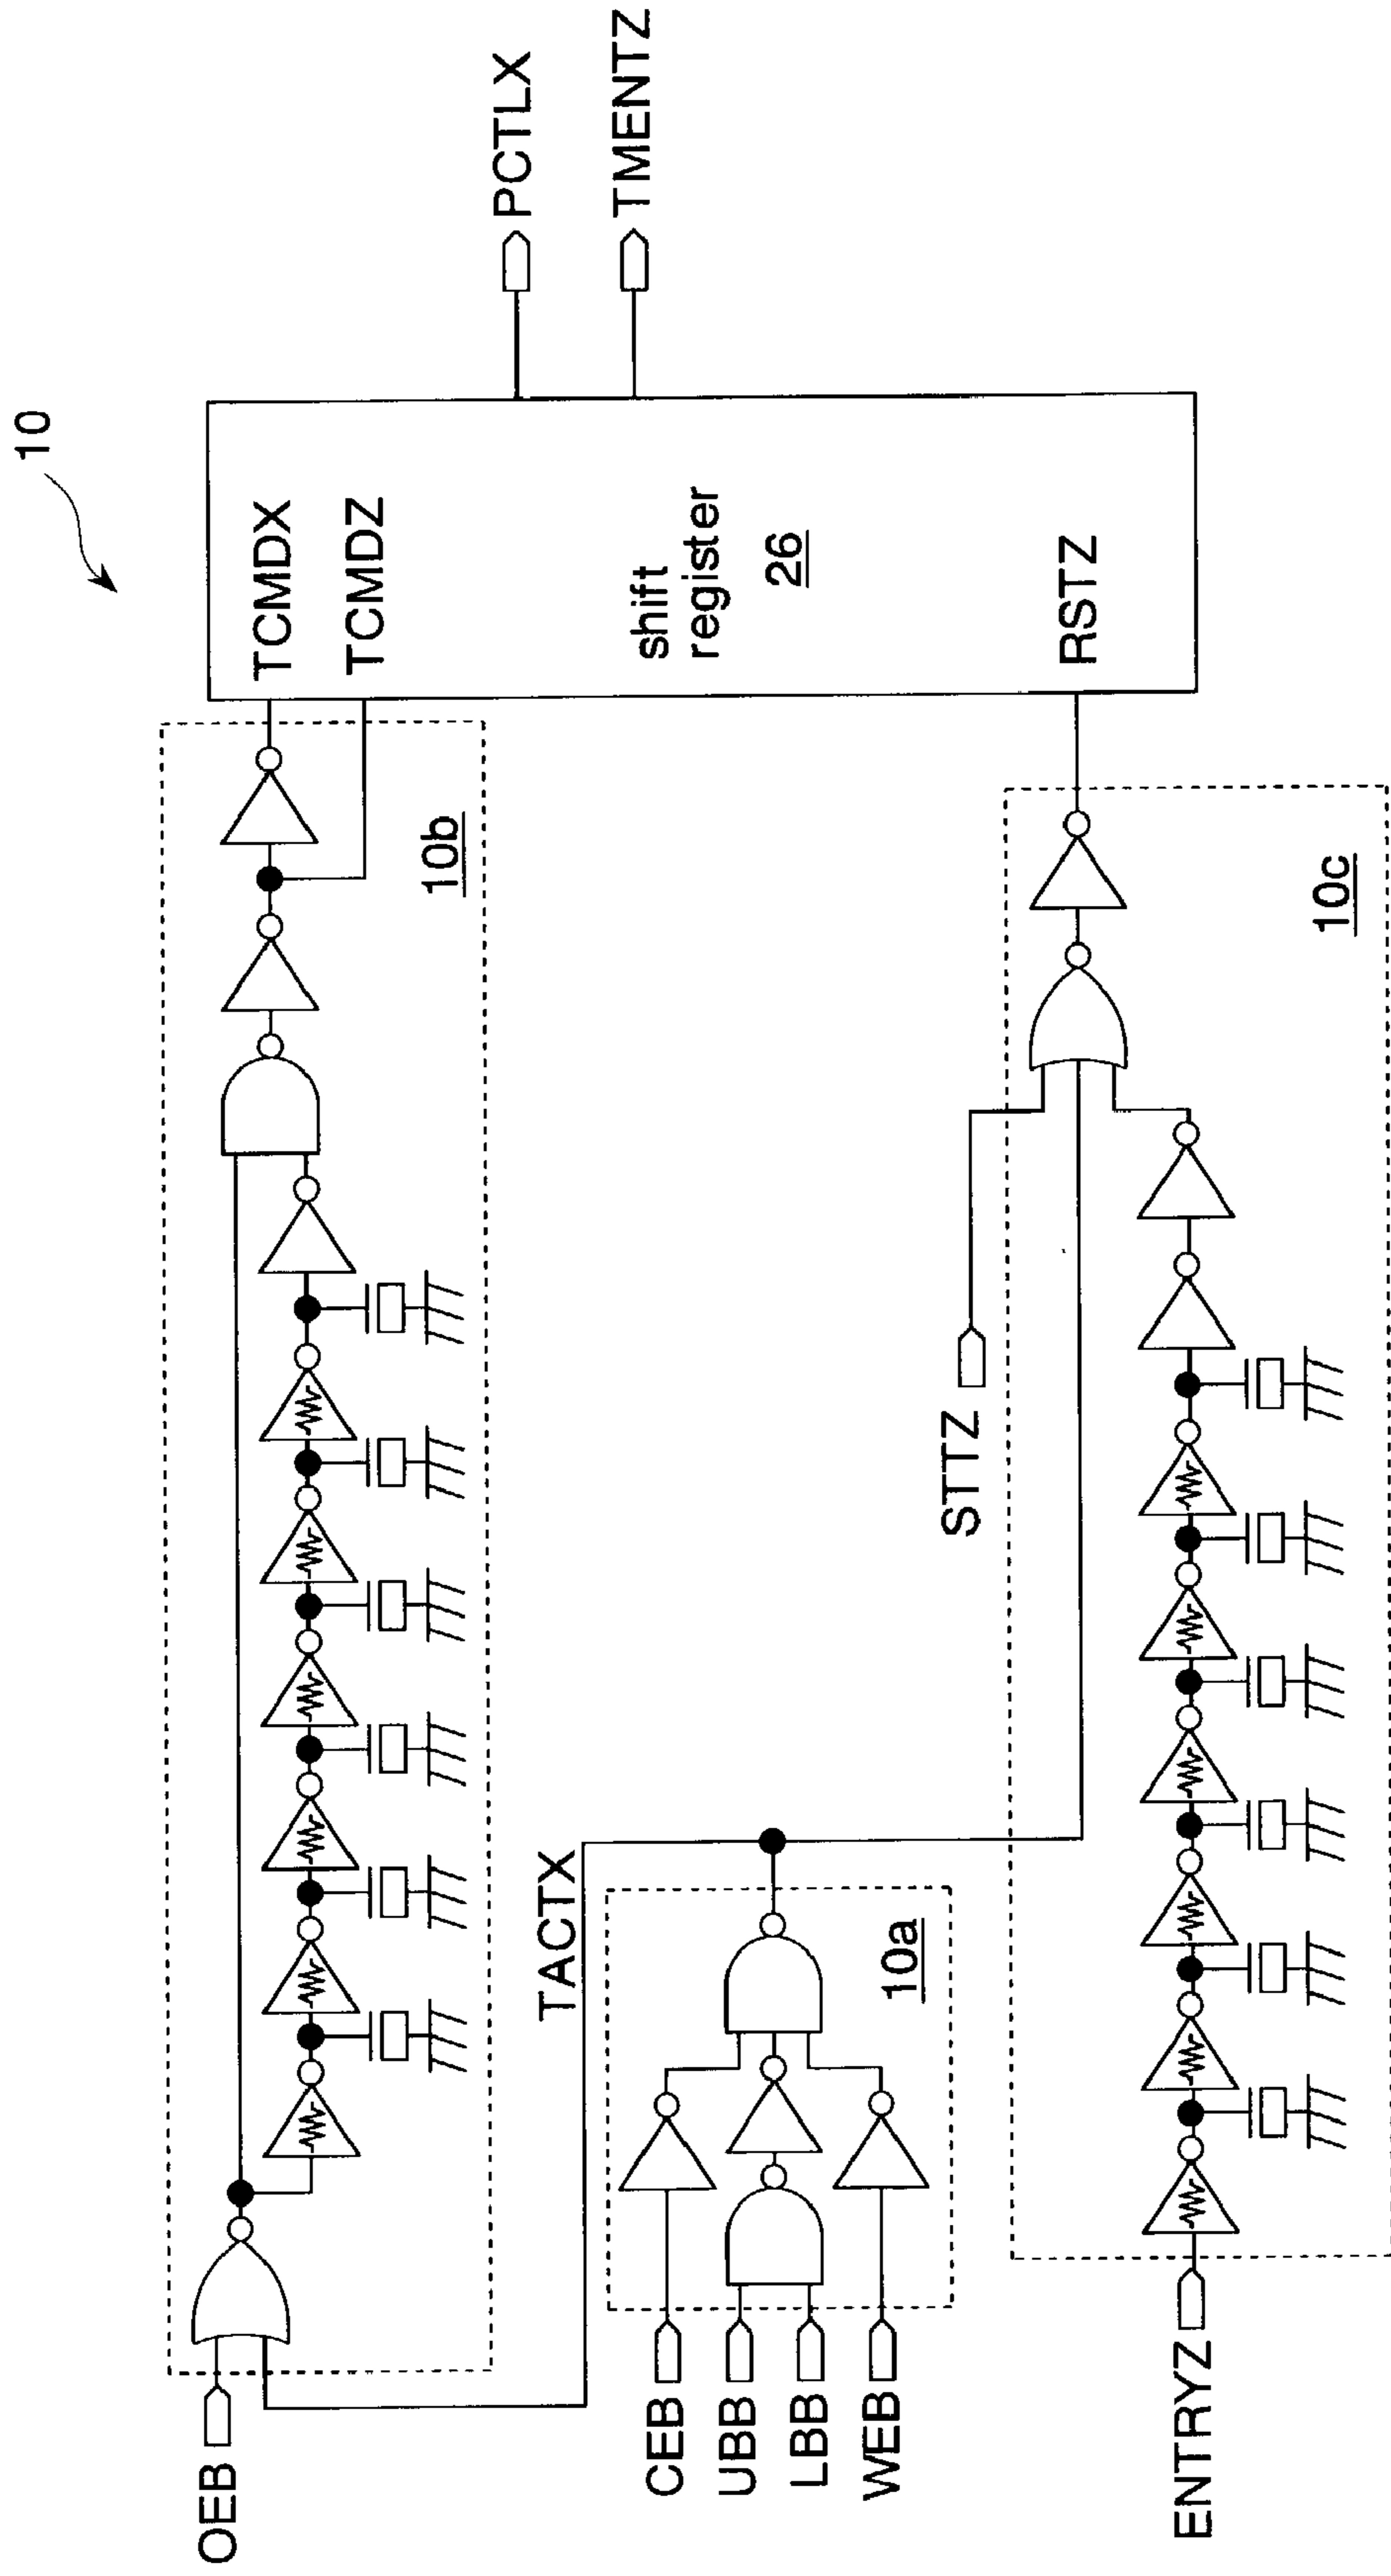 10
OEB
TACTX
10b
TCMDX
TCMDZ
shift
register
26
RSTZ
PCTLX
TMENTZ
CEB
UBB
LBB
WEB
10a
STTZ
ENTRYZ
10c